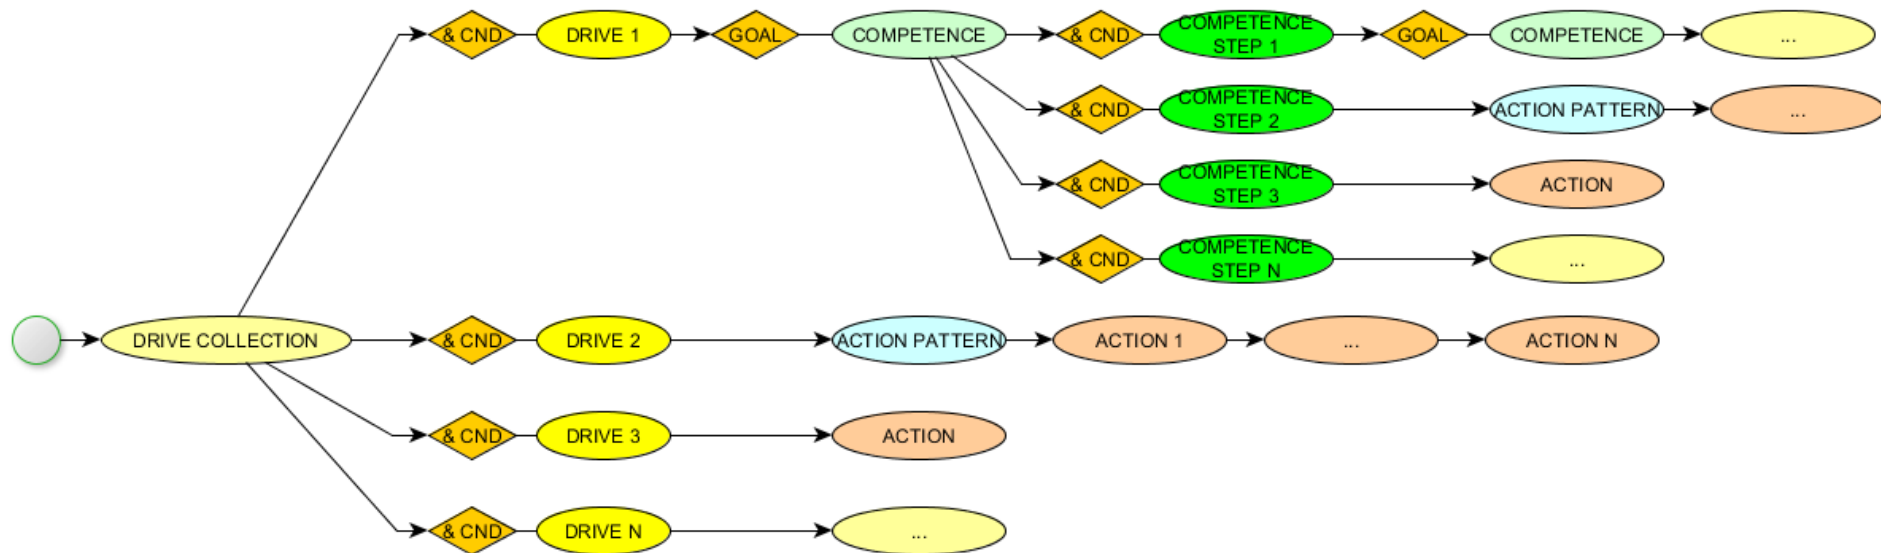 & CND
DRIVE 1
GOAL
COMPETENCE
& CND
COMPETENCE
STEP 1
GOAL
COMPETENCE
...
& CND
COMPETENCE
STEP 2
ACTION PATTERN
...
& CND
COMPETENCE
STEP 3
ACTION
& CND
COMPETENCE
STEP N
...
DRIVE COLLECTION
& CND
DRIVE 2
ACTION PATTERN
ACTION 1
...
ACTION N
& CND
DRIVE 3
ACTION
& CND
DRIVE N
...